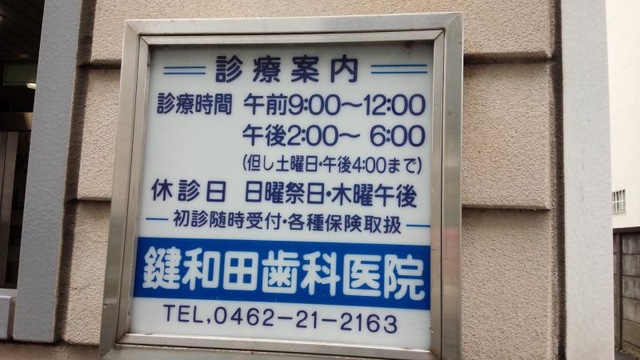 診療案内
診療時間 午前9:00〜12:00
午後2:00〜 6:00
(但し土曜日・午後4:00まで)
休診日 日曜祭日・木曜午後
初診随時受付・各種保険取扱
鍵和田歯科医院
TEL,0462-21-2163